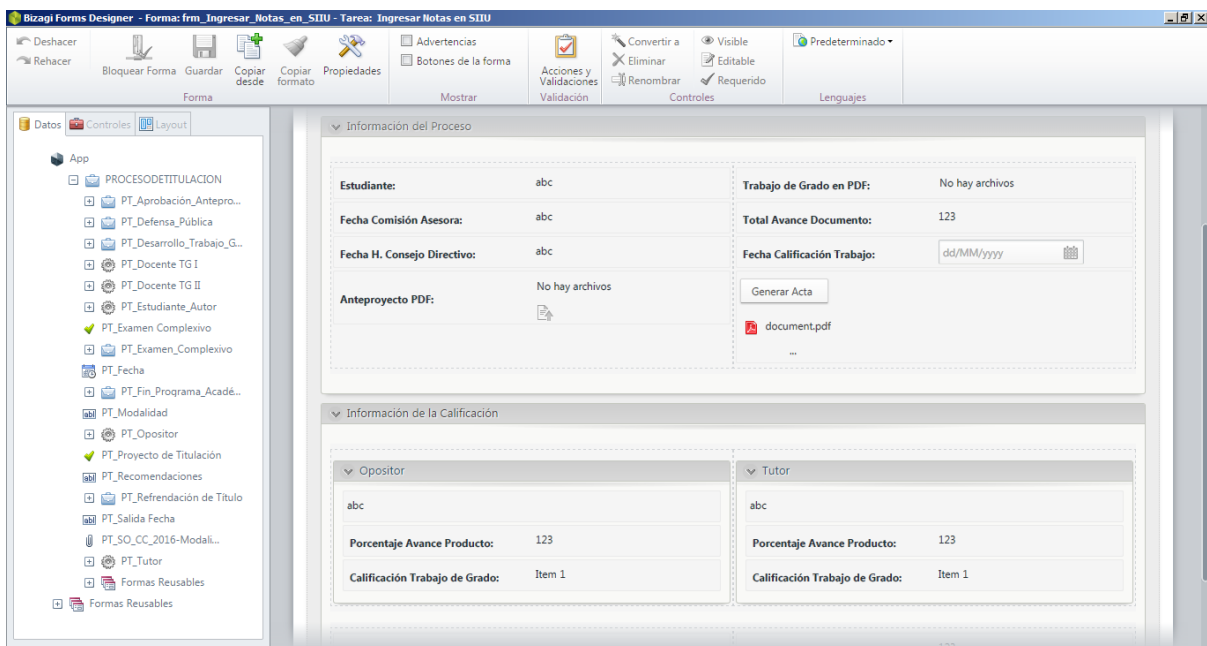 Bizagi Forms Designer - Forma: frm_Ingresar_Notas_en_SIIU - Tarea: Ingresar Notas en SIIU
Deshacer
Rehacer
Bloquear Forma
Guardar
Copiar desde
Copiar formato
Propiedades
Forma
Advertencias
Botones de la forma
Mostrar
Acciones y Validaciones
Validación
Convertir a
Eliminar
Renombrar
Visible
Editable
Requerido
Controles
Predeterminado
Lenguajes
Datos
Controles
Layout
App
PROCESODETITULACION
PT_Aprobación_Antepro...
PT_Defensa_Pública
PT_Desarrollo_Trabajo_G...
PT_Docente TG I
PT_Docente TG II
PT_Estudiante_Autor
PT_Examen Complexivo
PT_Examen_Complexivo
PT_Fecha
PT_Fin_Programa_Acadé...
PT_Modalidad
PT_Opositor
PT_Proyecto de Titulación
PT_Recomendaciones
PT_Refrendación de Título
PT_Salida Fecha
PT_SO_CC_2016-Modali...
PT_Tutor
Formas Reusables
Formas Reusables
Información del Proceso
Estudiante: abc
Fecha Comisión Asesora: abc
Fecha H. Consejo Directivo: abc
Anteproyecto PDF: No hay archivos
Trabajo de Grado en PDF: No hay archivos
Total Avance Documento: 123
Fecha Calificación Trabajo: dd/MM/yyyy
Generar Acta
document.pdf
...
Información de la Calificación
Opositor
abc
Porcentaje Avance Producto: 123
Calificación Trabajo de Grado: Item 1
Tutor
abc
Porcentaje Avance Producto: 123
Calificación Trabajo de Grado: Item 1